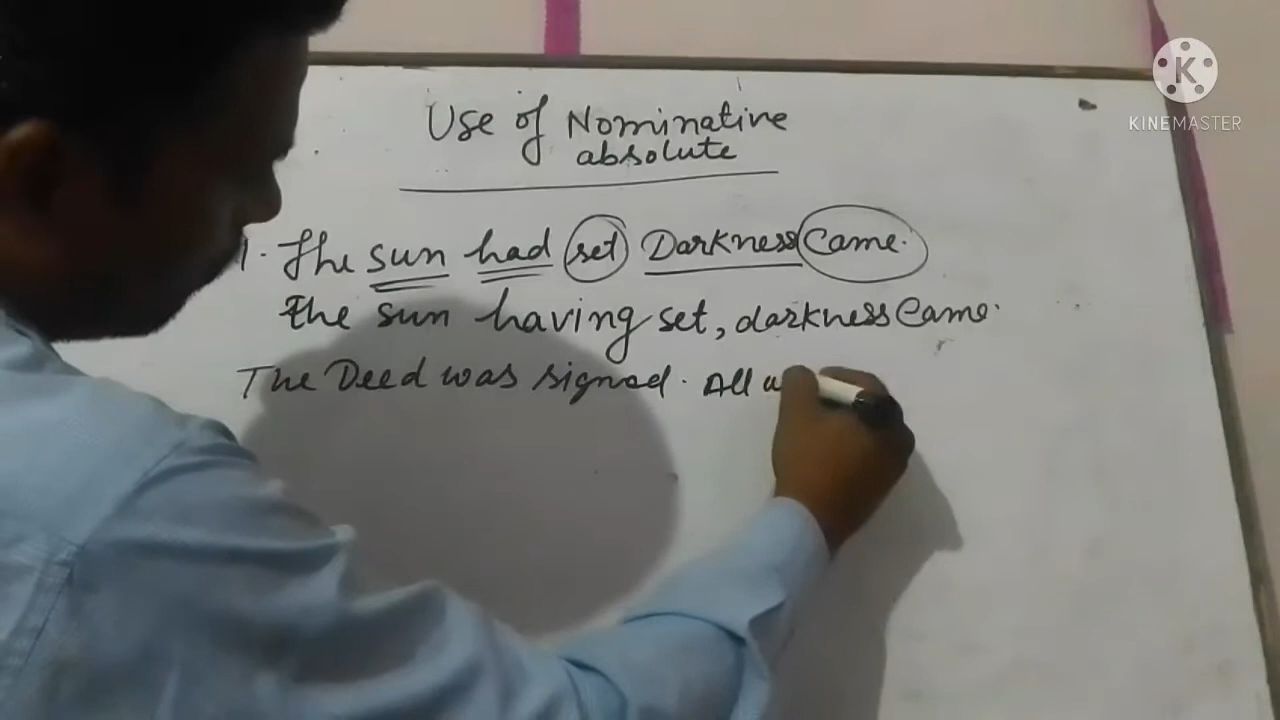 Use of Nominative
absolute
1. The sun had set Darkness Came.
The sun having set, darkness Came.
The Deed was signed. All
KINEMASTER